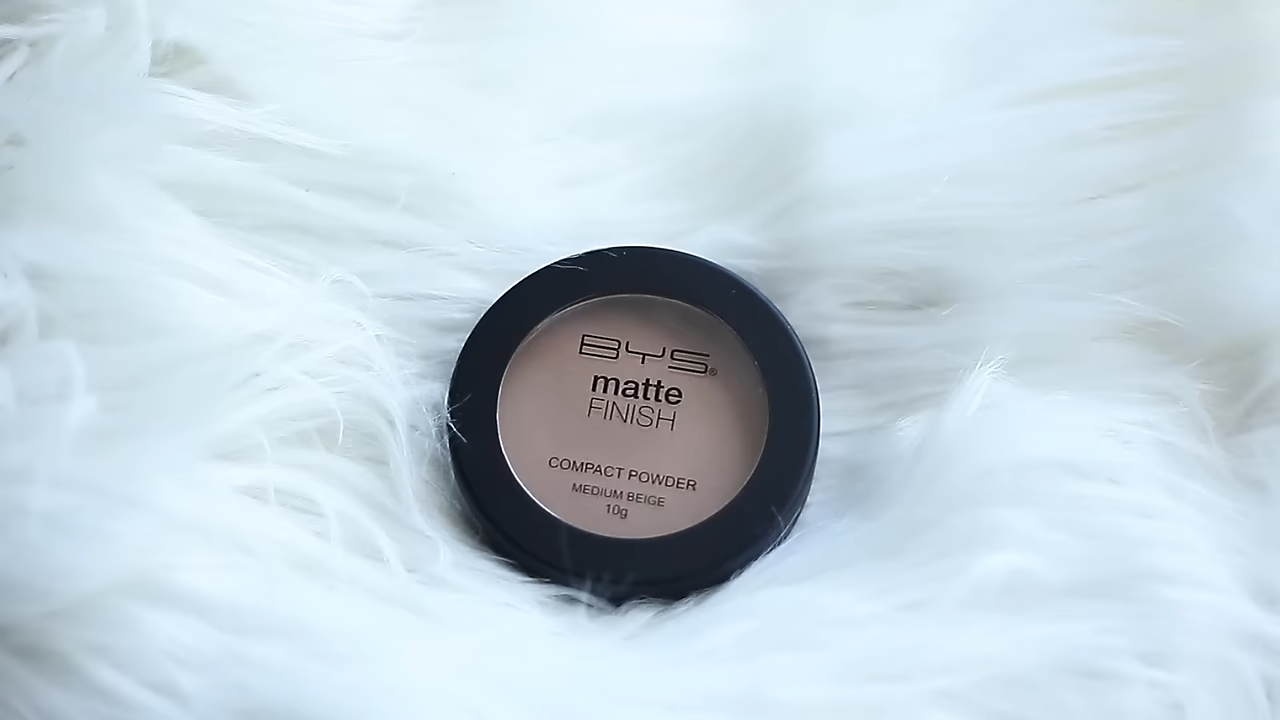 BYS®
matte
FINISH
COMPACT POWDER
MEDIUM BEIGE
10g